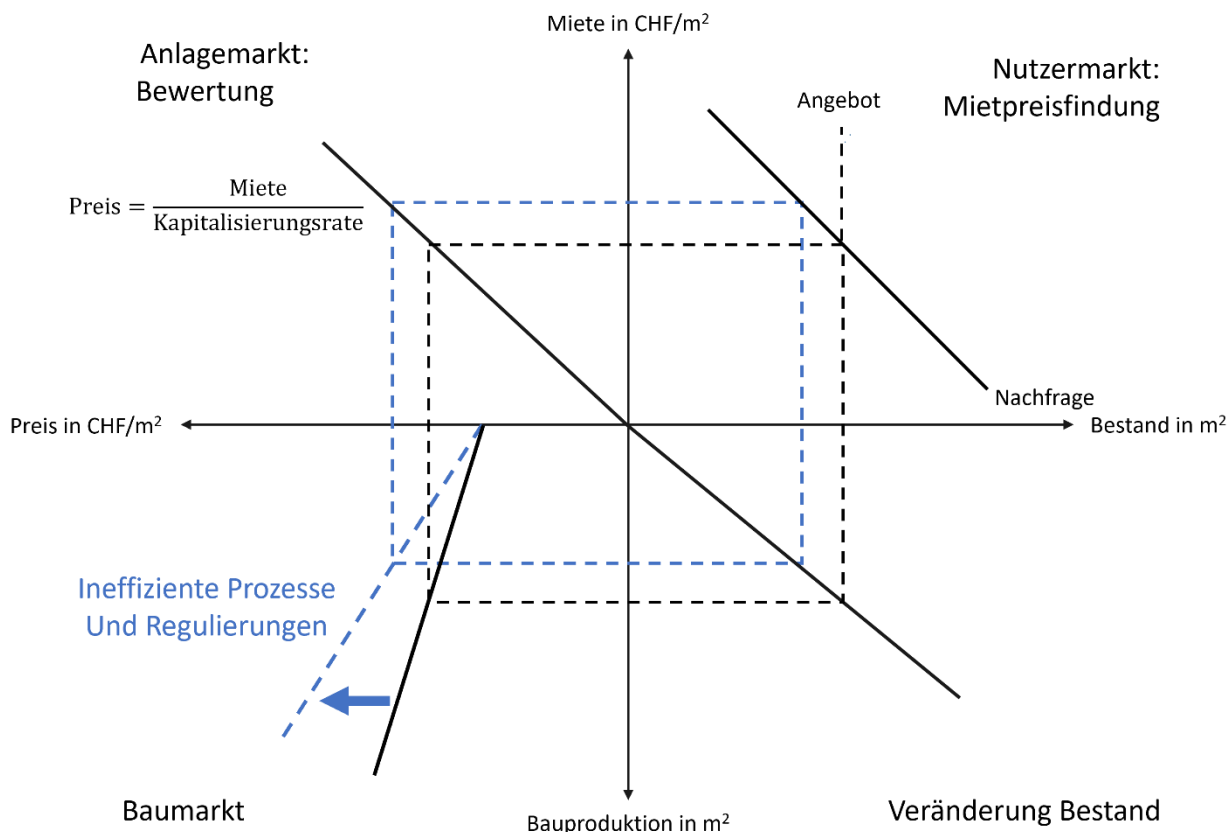 Miete in CHF/m²
Anlagemarkt:
Bewertung
Nutzermarkt:
Mietpreisfindung
Angebot
Preis = Miete / Kapitalisierungsrate
Nachfrage
Preis in CHF/m²
Bestand in m²
Ineffiziente Prozesse
Und Regulierungen
Baumarkt
Veränderung Bestand
Bauproduktion in m²